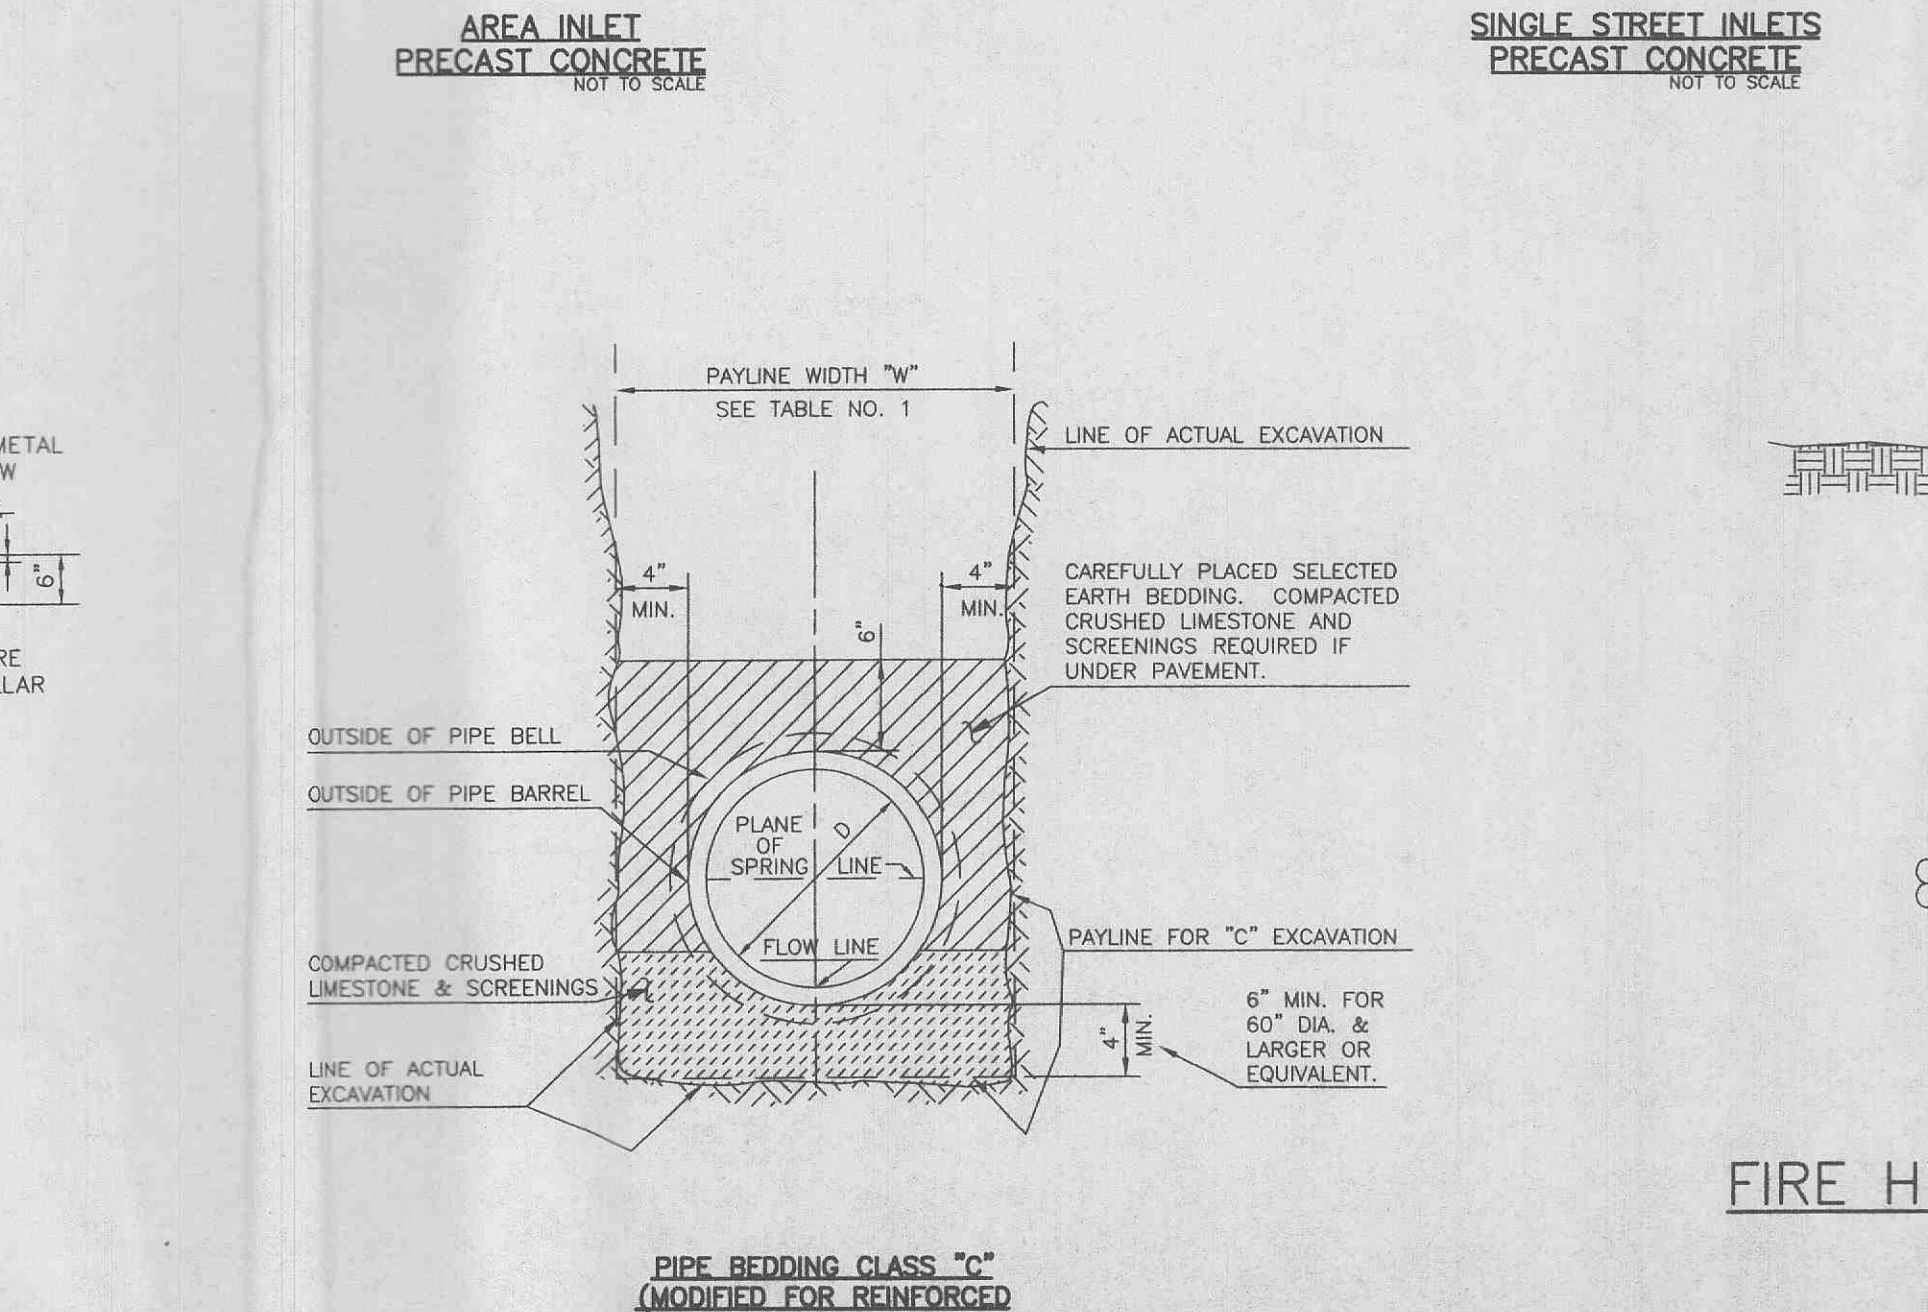 AREA INLET
PRECAST CONCRETE
NOT TO SCALE
SINGLE STREET INLETS
PRECAST CONCRETE
NOT TO SCALE
METAL
6"
PAYLINE WIDTH "W"
SEE TABLE NO. 1
LINE OF ACTUAL EXCAVATION
4"
MIN.
4"
MIN.
6"
CAREFULLY PLACED SELECTED
EARTH BEDDING. COMPACTED
CRUSHED LIMESTONE AND
SCREENINGS REQUIRED IF
UNDER PAVEMENT.
OUTSIDE OF PIPE BELL
OUTSIDE OF PIPE BARREL
PLANE
OF
SPRING LINE
D
FLOW LINE
PAYLINE FOR "C" EXCAVATION
COMPACTED CRUSHED
LIMESTONE & SCREENINGS
4"
MIN.
6" MIN. FOR
60" DIA. &
LARGER OR
EQUIVALENT.
LINE OF ACTUAL
EXCAVATION
FIRE H
PIPE BEDDING CLASS "C"
(MODIFIED FOR REINFORCED